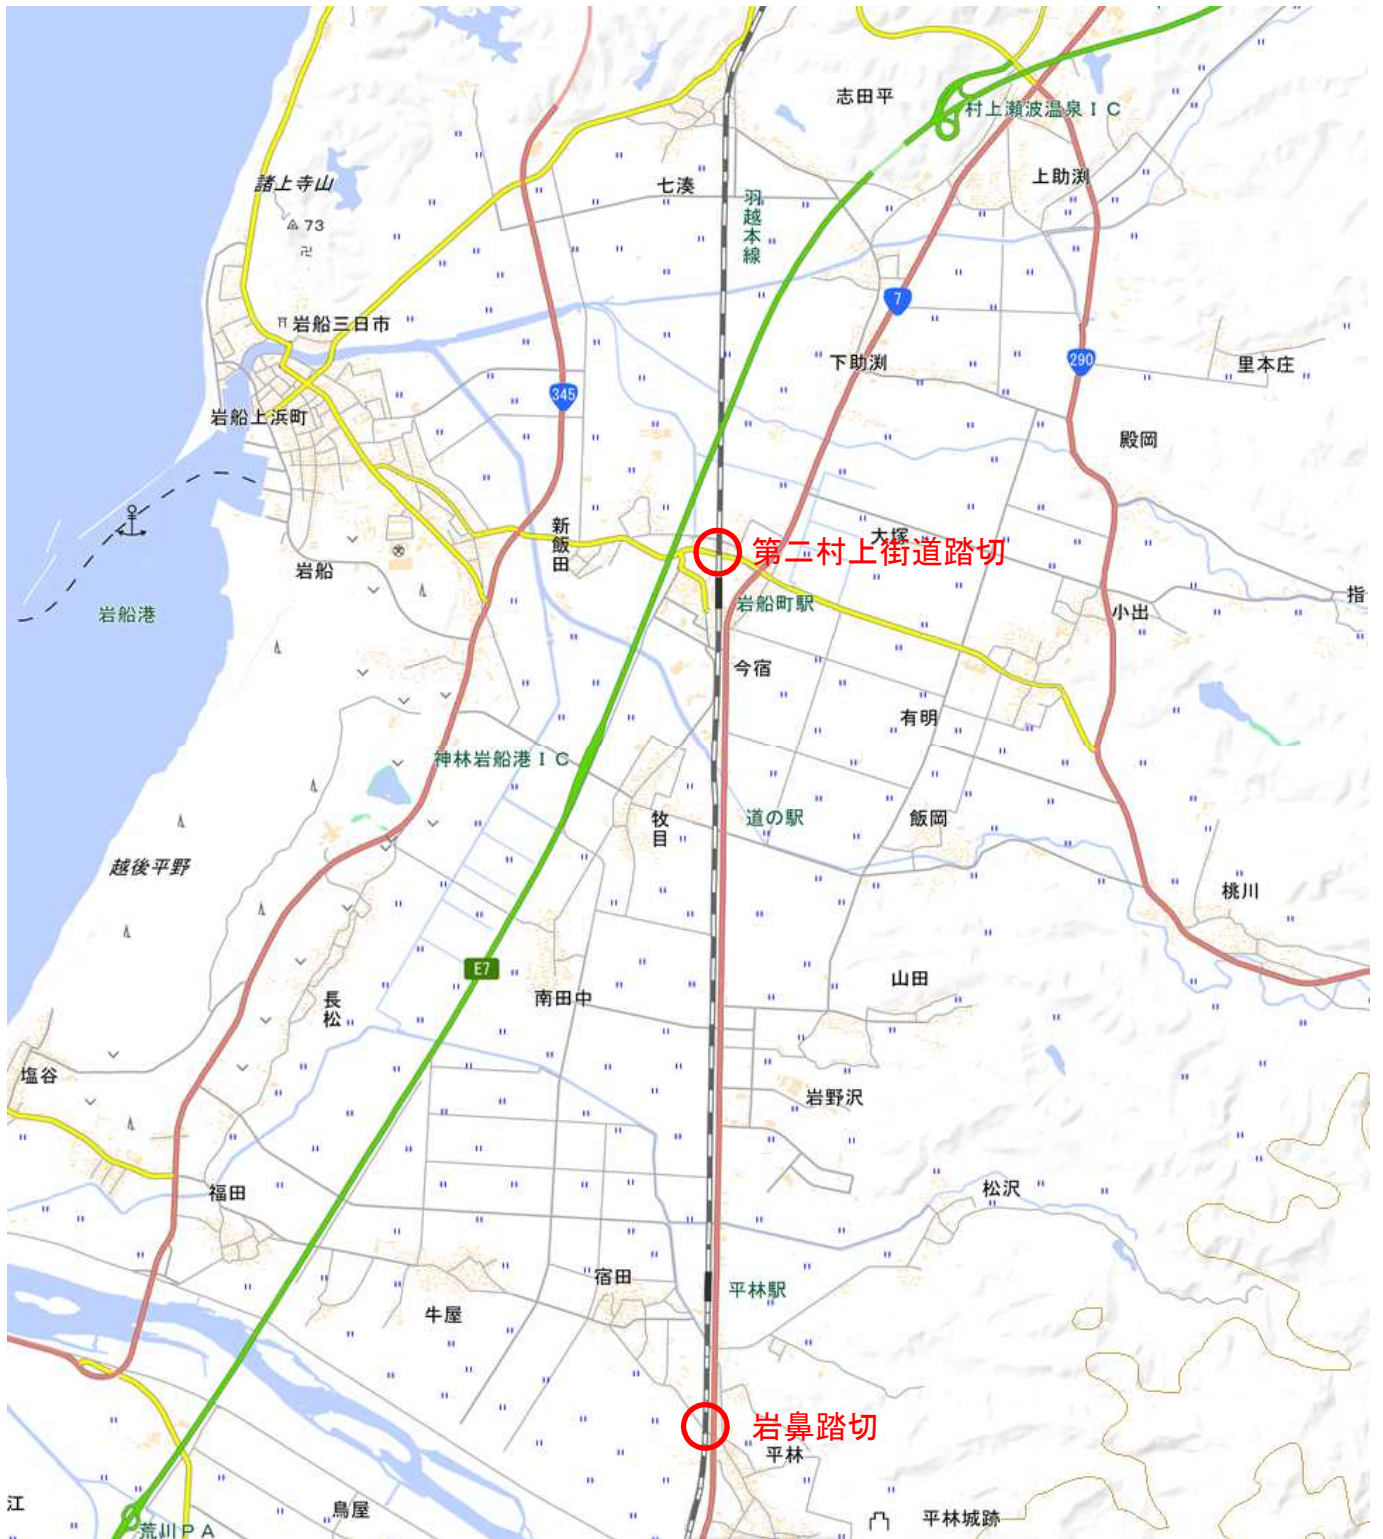 志田平
村上瀬波温泉ＩＣ
諸上寺山
七湊
上助渕
羽越本線
73
7
岩船三日市
下助渕
290
里本庄
345
岩船上浜町
殿岡
新飯田
大塚
第二村上街道踏切
岩船
指
岩船港
岩船町駅
小出
今宿
有明
神林岩船港ＩＣ
牧目
道の駅
飯岡
越後平野
桃川
E7
山田
南田中
長松
塩谷
岩野沢
松沢
福田
宿田
平林駅
牛屋
岩鼻踏切
平林
江
鳥屋
平林城跡
荒川ＰＡ